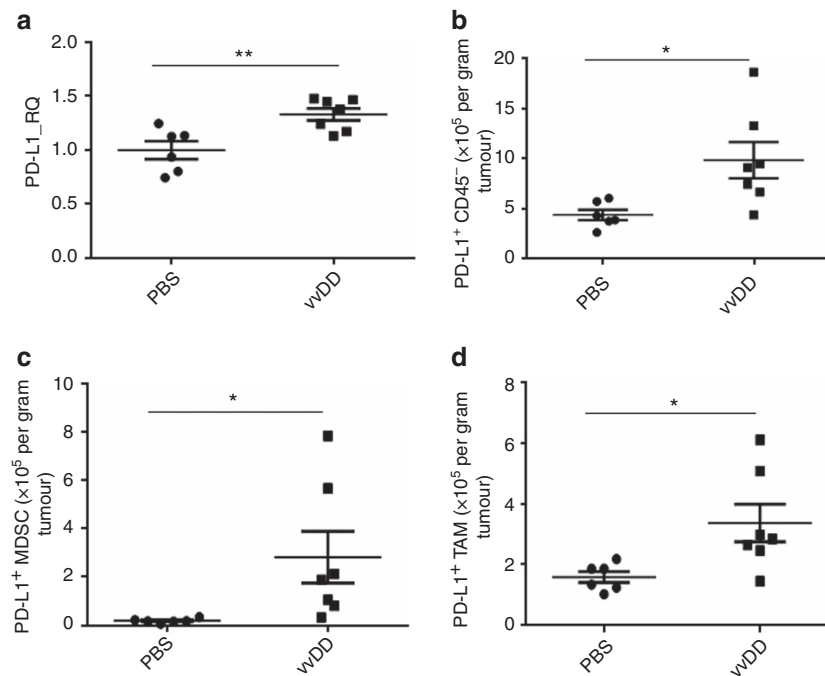 a
PD-L1_RQ
2.0
1.5
1.0
0.5
0.0
**
PBS
vvDD
b
PD-L1⁺ CD45⁻ (×10⁵ per gram
tumour)
20
15
10
5
0
*
PBS
vvDD
c
PD-L1⁺ MDSC (×10⁵ per gram
tumour)
10
8
6
4
2
0
*
PBS
vvDD
d
PD-L1⁺ TAM (×10⁵ per gram
tumour)
8
6
4
2
0
*
PBS
vvDD